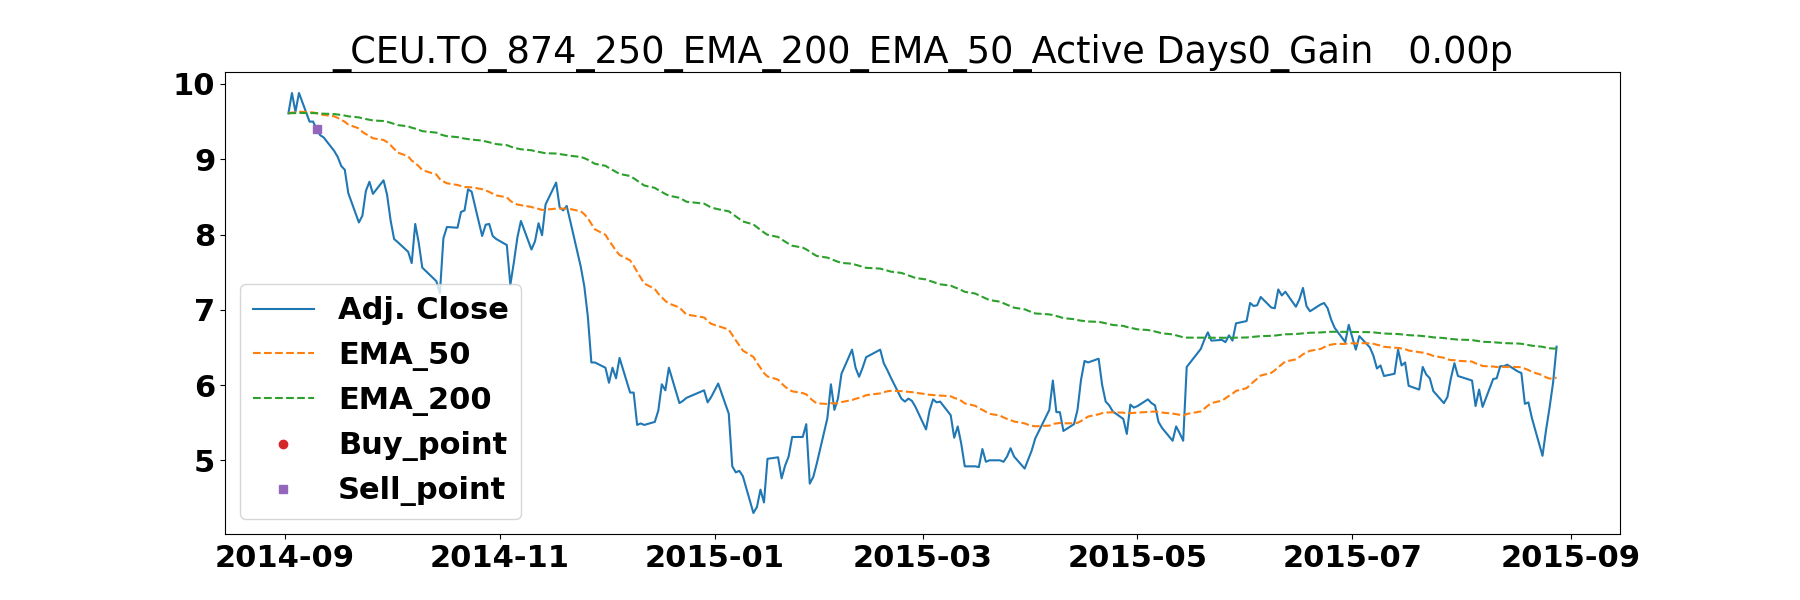 _CEU.TO_874_250_EMA_200_EMA_50_Active Days0_Gain   0.00p
10
9
8
7
6
5
Adj. Close
EMA_50
EMA_200
Buy_point
Sell_point
2014-09 2014-11 2015-01 2015-03 2015-05 2015-07 2015-09